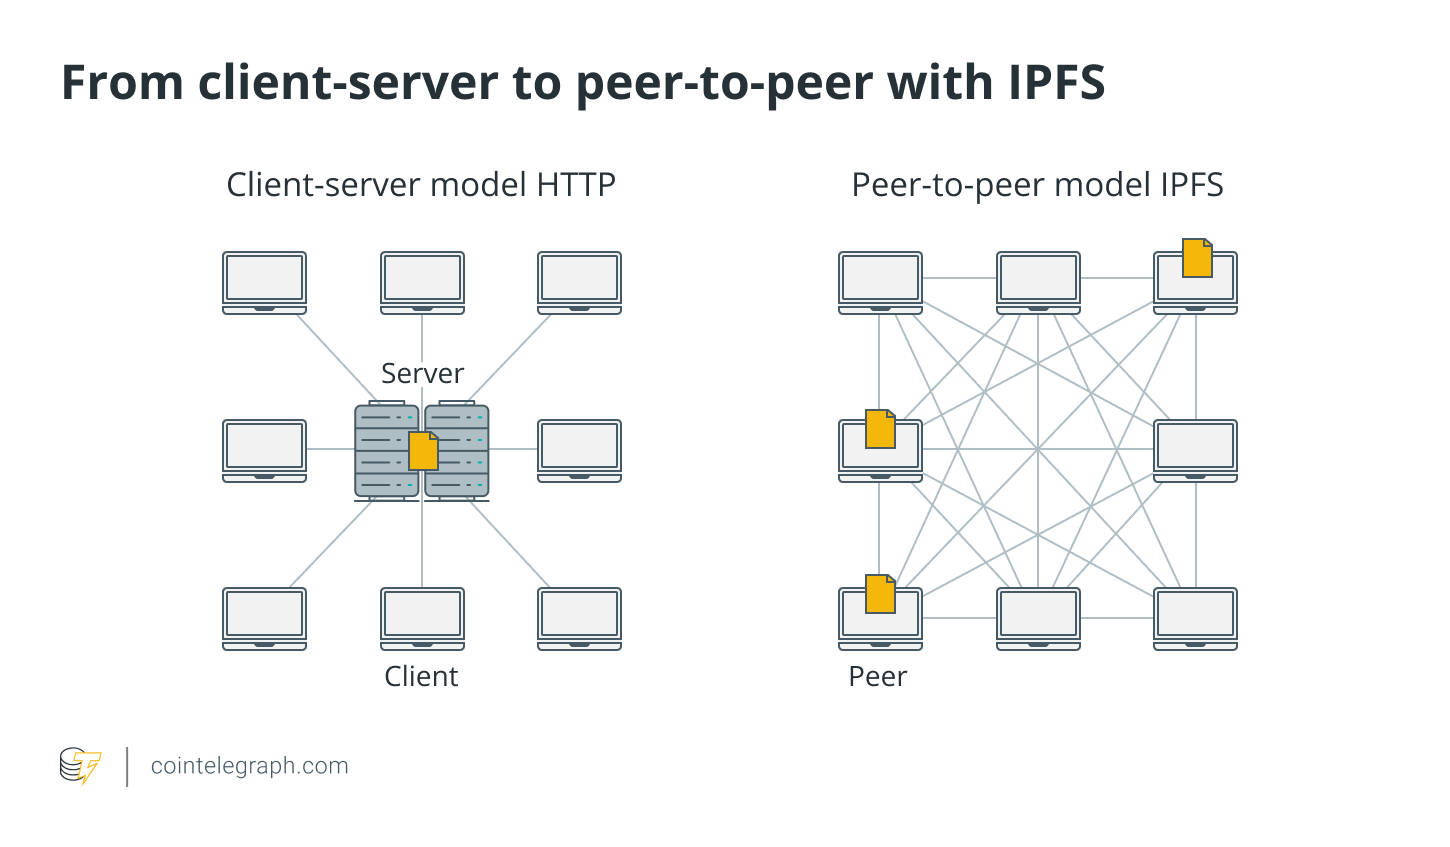 From client-server to peer-to-peer with IPFS
Client-server model HTTP
Peer-to-peer model IPFS
Server
Client
Peer
cointelegraph.com